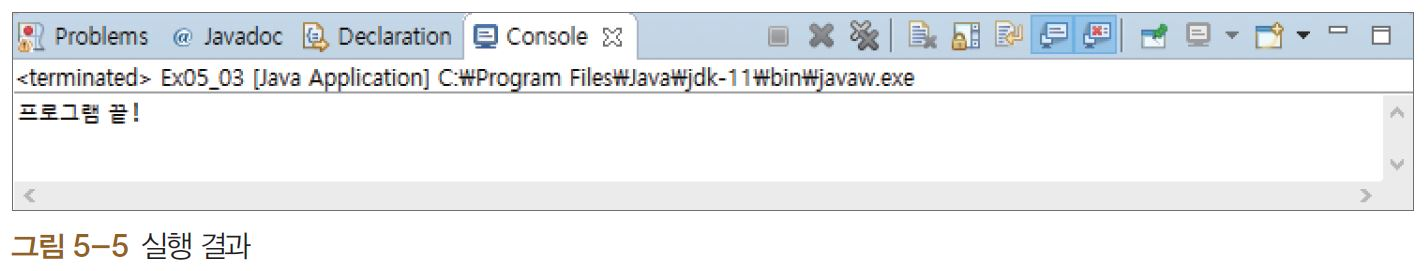 Problems @ Javadoc Declaration Console
<terminated> Ex05_03 [Java Application] C:₩Program Files₩Java₩jdk-11₩bin₩javaw.exe
프로그램 끝!
그림 5-5 실행 결과